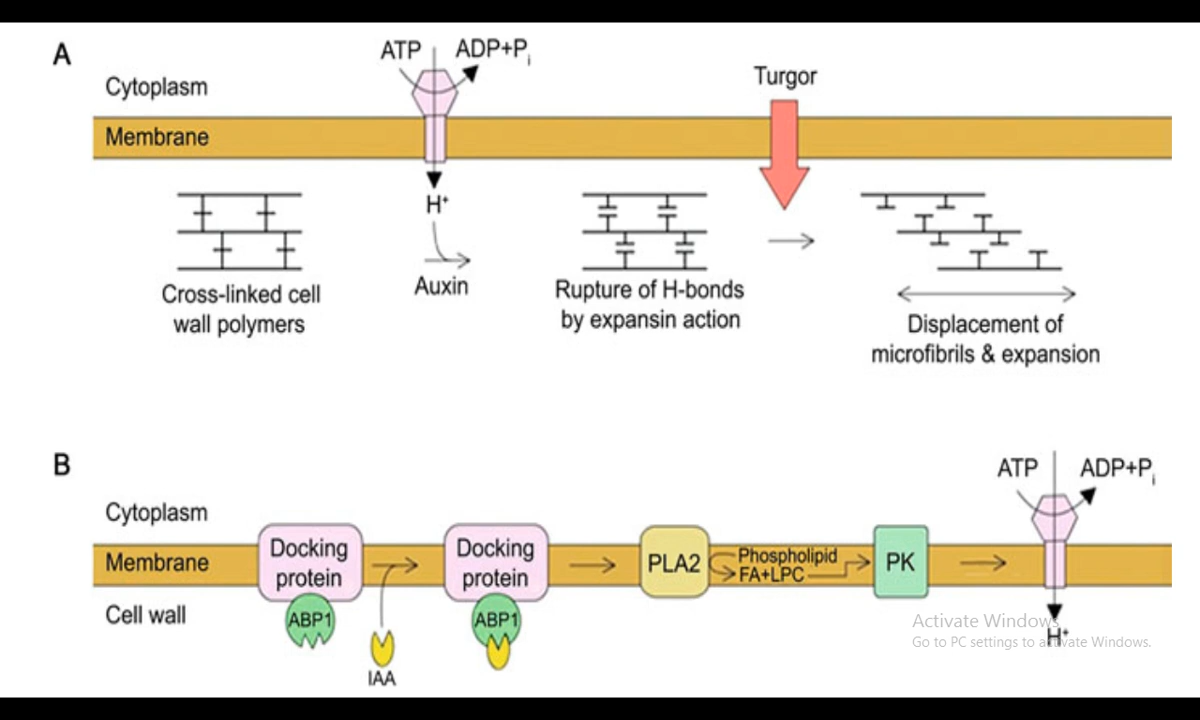 A
ATP ADP+Pi
Cytoplasm
Turgor
Membrane
H+
Auxin
Cross-linked cell
wall polymers
Rupture of H-bonds
by expansin action
Displacement of
microfibrils & expansion
B
ATP ADP+Pi
Cytoplasm
Membrane
Docking
protein
Docking
protein
PLA2
Phospholipid
FA+LPC
PK
Cell wall
ABP1
ABP1
IAA
H+
Activate Windows
Go to PC settings to activate Windows.